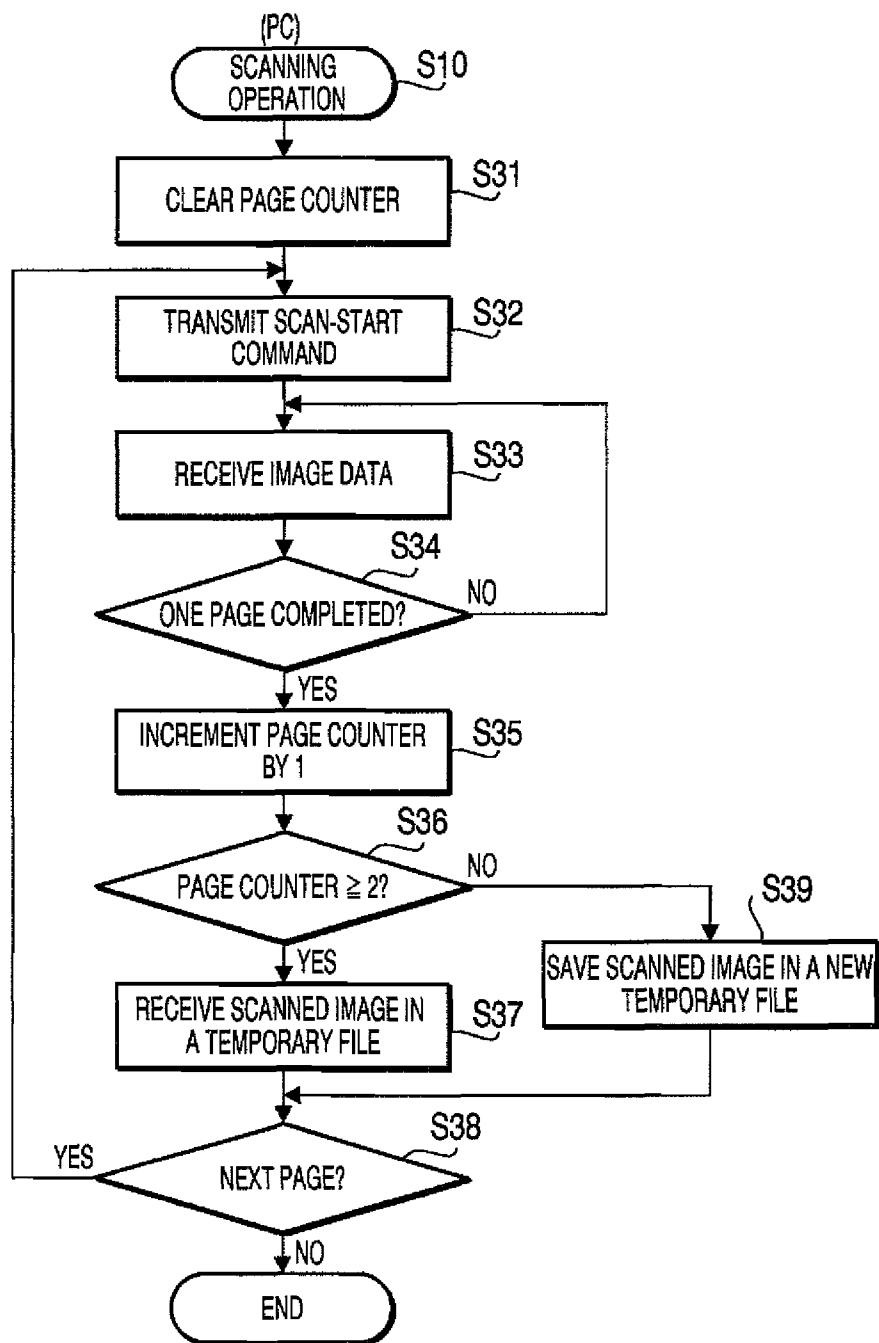 (PC)
SCANNING
OPERATION
S10
CLEAR PAGE COUNTER
S31
TRANSMIT SCAN-START
COMMAND
S32
RECEIVE IMAGE DATA
S33
S34
ONE PAGE COMPLETED?
NO
YES
INCREMENT PAGE COUNTER
BY 1
S35
S36
PAGE COUNTER ≧ 2?
NO
YES
S39
SAVE SCANNED IMAGE IN A NEW
TEMPORARY FILE
RECEIVE SCANNED IMAGE IN
A TEMPORARY FILE
S37
S38
YES
NEXT PAGE?
NO
END